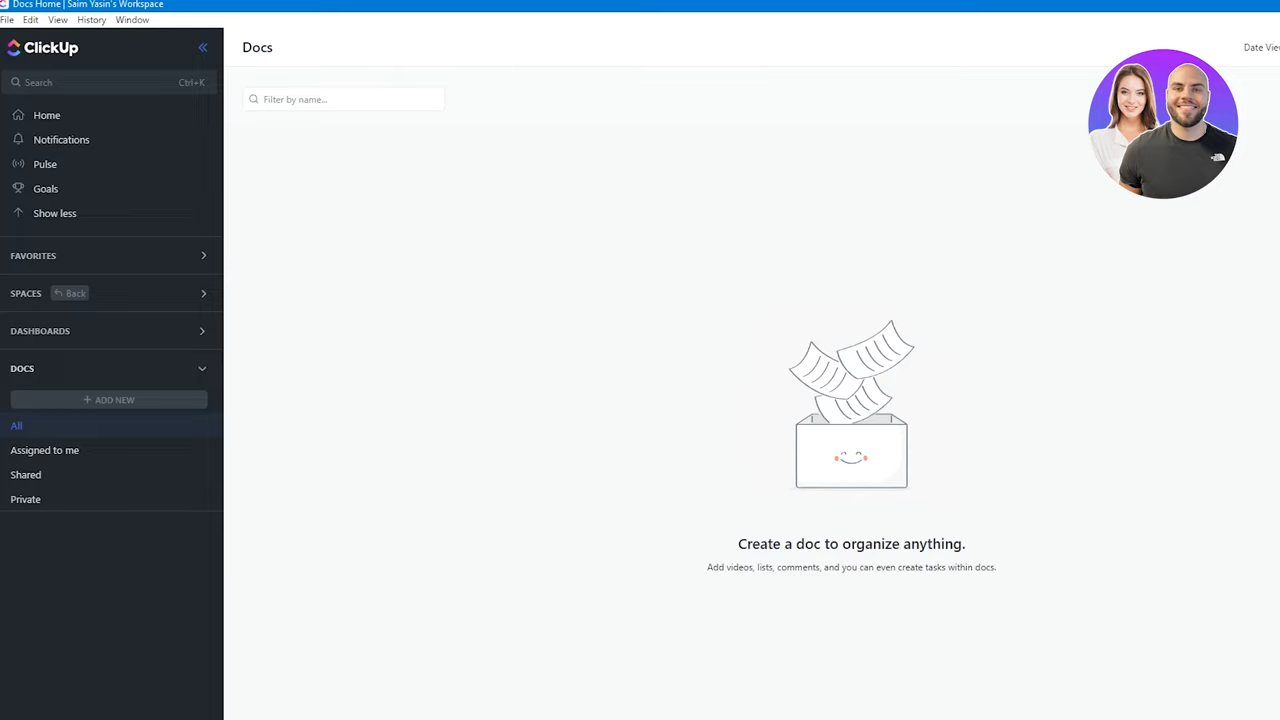 Docs Home | Saim Yasin's Workspace
File Edit View History Window
ClickUp
Search Ctrl+K
Home
Notifications
Pulse
Goals
Show less
FAVORITES
SPACES Back
DASHBOARDS
DOCS
+ ADD NEW
All
Assigned to me
Shared
Private
Docs
Date
Filter by name...
Create a doc to organize anything.
Add videos, lists, comments, and you can even create tasks within docs.